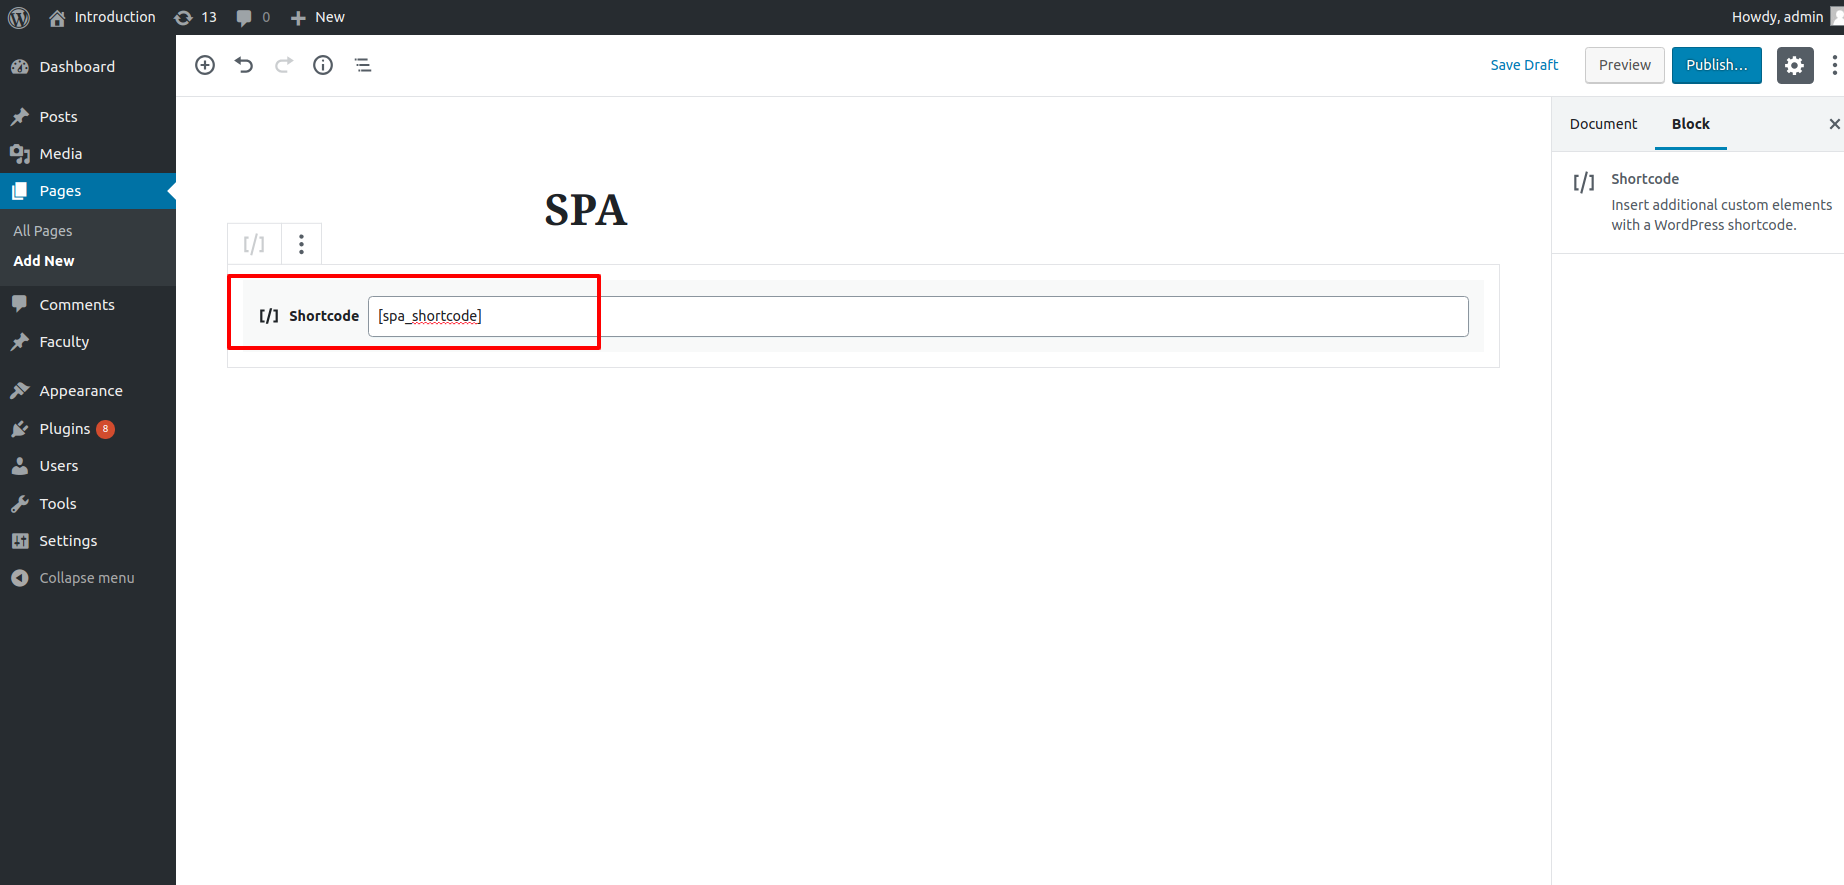 Introduction 13 0 New
Howdy, admin
Dashboard
Posts
Media
Pages
All Pages
Add New
Comments
Faculty
Appearance
Plugins 8
Users
Tools
Settings
Collapse menu
Save Draft
Preview
Publish...
SPA
[/] Shortcode [spa_shortcode]
Document
Block
[/] Shortcode
Insert additional custom elements
with a WordPress shortcode.